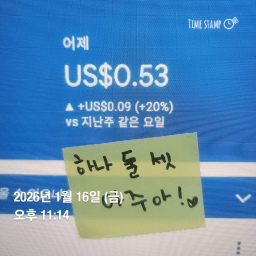 TIME STAMP
어제
US$0.53
▲ +US$0.09 (+20%)
vs 지난주 같은 요일
하나 둘 셋
여주아!
2026년 1월 16일 (금)
오후 11:14